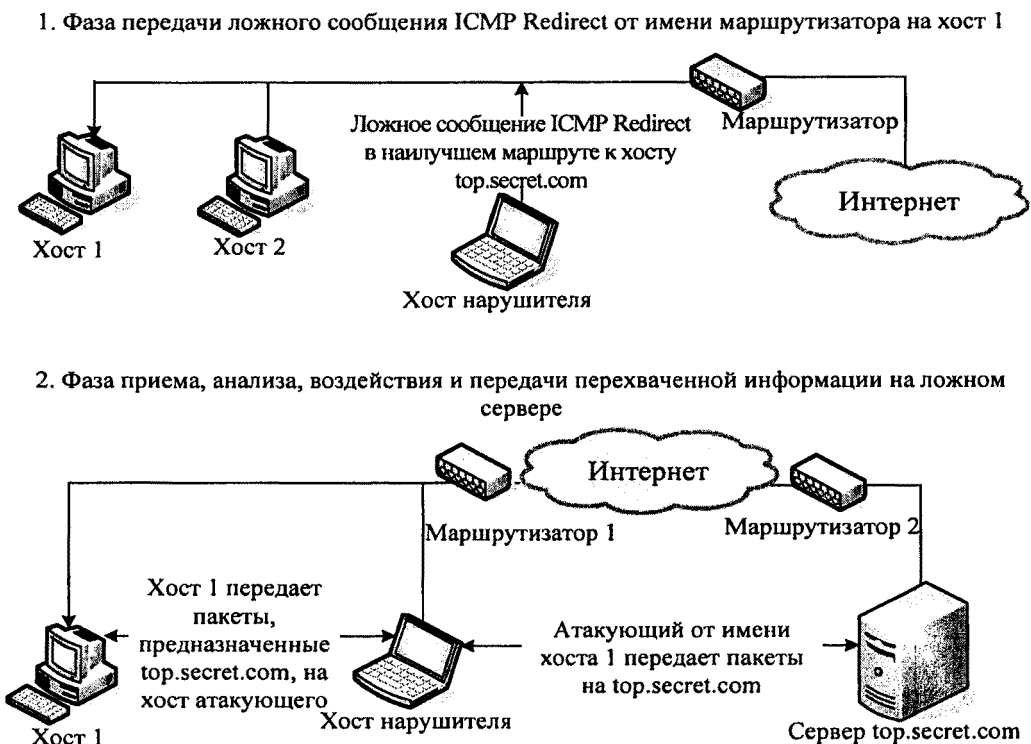 1. Фаза передачи ложного сообщения ICMP Redirect от имени маршрутизатора на хост 1
Ложное сообщение ICMP Redirect
в наилучшем маршруте к хосту
top.secret.com
Маршрутизатор
Интернет
Хост 1
Хост 2
Хост нарушителя
2. Фаза приема, анализа, воздействия и передачи перехваченной информации на ложном
сервере
Интернет
Маршрутизатор 1
Маршрутизатор 2
Хост 1 передает
пакеты,
предназначенные
top.secret.com, на
хост атакующего
Атакующий от имени
хоста 1 передает пакеты
на top.secret.com
Хост 1
Хост нарушителя
Сервер top.secret.com